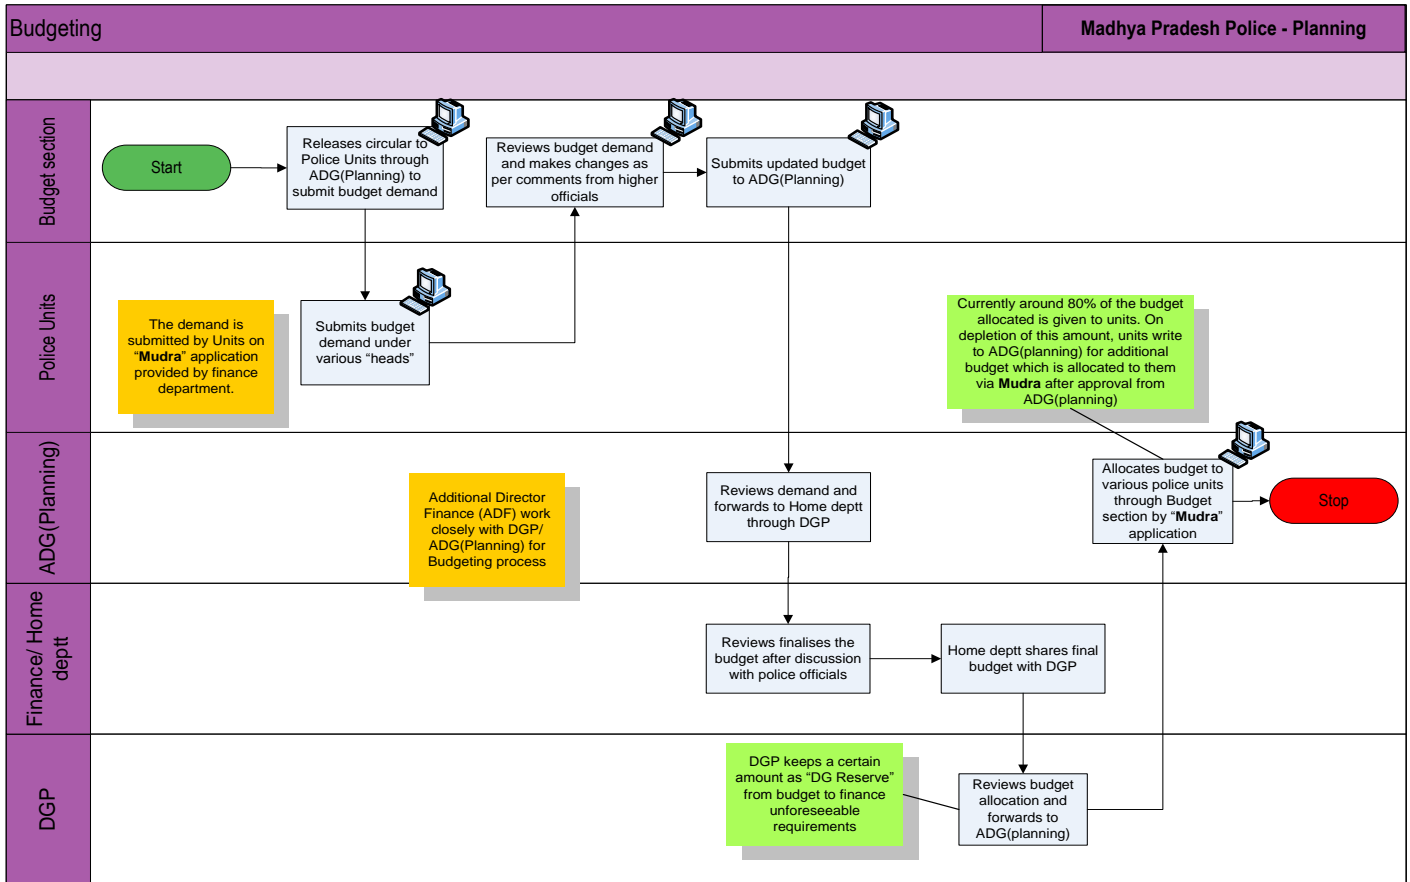 Budgeting
Madhya Pradesh Police - Planning
Budget section
Start
Releases circular to
Police Units through
ADG(Planning) to
submit budget demand
Reviews budget demand
and makes changes as
per comments from higher
officials
Submits updated budget
to ADG(Planning)
Police Units
The demand is
submitted by Units on
“Mudra” application
provided by finance
department.
Submits budget
demand under
various “heads”
Currently around 80% of the budget
allocated is given to units. On
depletion of this amount, units write
to ADG(planning) for additional
budget which is allocated to them
via Mudra after approval from
ADG(planning)
ADG(Planning)
Additional Director
Finance (ADF) work
closely with DGP/
ADG(Planning) for
Budgeting process
Reviews demand and
forwards to Home deptt
through DGP
Allocates budget to
various police units
through Budget
section by “Mudra”
application
Stop
Finance/ Home
deptt
Reviews finalises the
budget after discussion
with police officials
Home deptt shares final
budget with DGP
DGP
DGP keeps a certain
amount as “DG Reserve”
from budget to finance
unforeseeable
requirements
Reviews budget
allocation and
forwards to
ADG(planning)